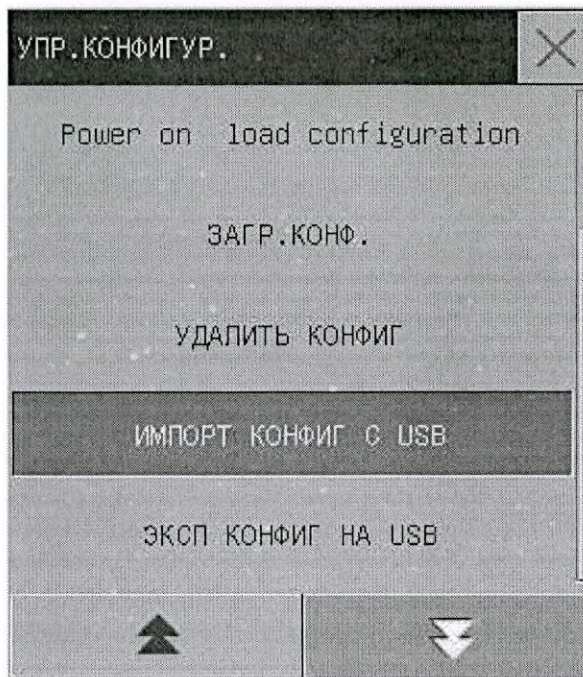 УПР.КОНФИГУР.
Power on load configuration
ЗАГР.КОНФ.
УДАЛИТЬ КОНФИГ
ИМПОРТ КОНФИГ С USB
ЭКСП КОНФИГ НА USB